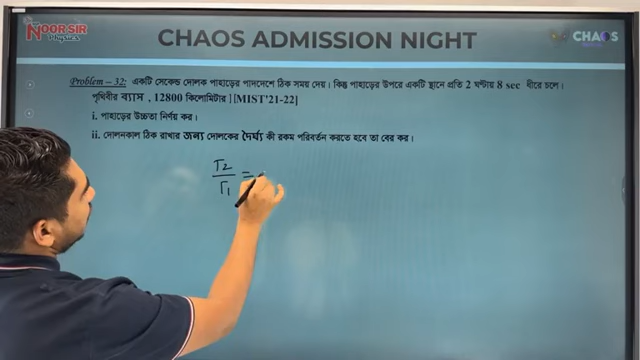 NOOR SIR
Physics
CHAOS ADMISSION NIGHT
CHAOS
Problem – 32: একটি সেকেন্ড দোলক পাহাড়ের পাদদেশে ঠিক সময় দেয়। কিন্তু পাহাড়ের উপরে একটি স্থানে প্রতি 2 ঘণ্টায় 8 sec ধীরে চলে।
পৃথিবীর ব্যাস , 12800 কিলোমিটার | [MIST'21-22]
i. পাহাড়ের উচ্চতা নির্ণয় কর।
ii. দোলনকাল ঠিক রাখার জন্য দোলকের দৈর্ঘ্য কী রকম পরিবর্তন করতে হবে তা বের কর।
T₂
T₁ =